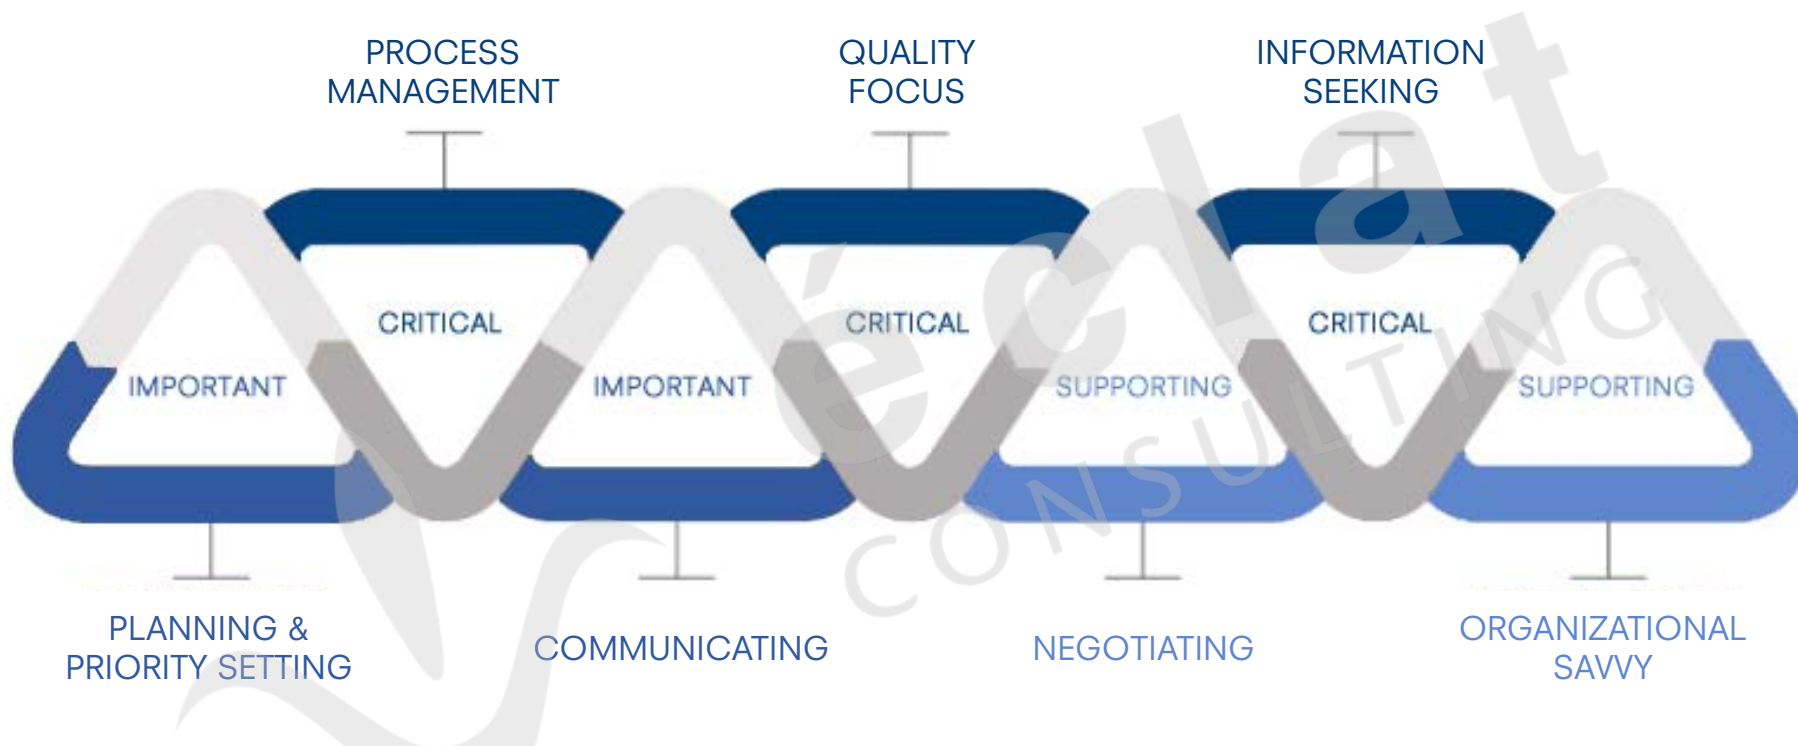 PROCESS
MANAGEMENT
QUALITY
FOCUS
INFORMATION
SEEKING
CRITICAL
CRITICAL
CRITICAL
IMPORTANT
IMPORTANT
SUPPORTING
SUPPORTING
PLANNING &
PRIORITY SETTING
COMMUNICATING
NEGOTIATING
ORGANIZATIONAL
SAVVY
éclat
CONSULTING